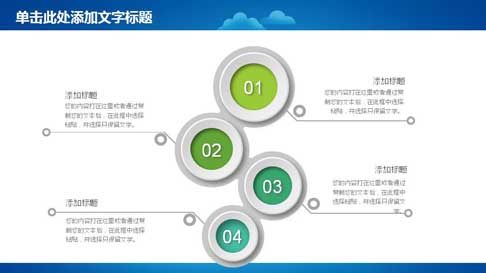 单击此处添加文字标题
01
添加标题
您的内容打在这里或者通过复
制您的文本后，在此框中选择
粘贴，并选择只保留文字。
添加标题
您的内容打在这里或者通过复
制您的文本后，在此框中选择
粘贴，并选择只保留文字。
02
03
添加标题
您的内容打在这里或者通过复
制您的文本后，在此框中选择
粘贴，并选择只保留文
字。
添加标题
您的内容打在这里或者通过复
制您的文本后，在此框中选择
粘贴，并选择只保留文字。
04